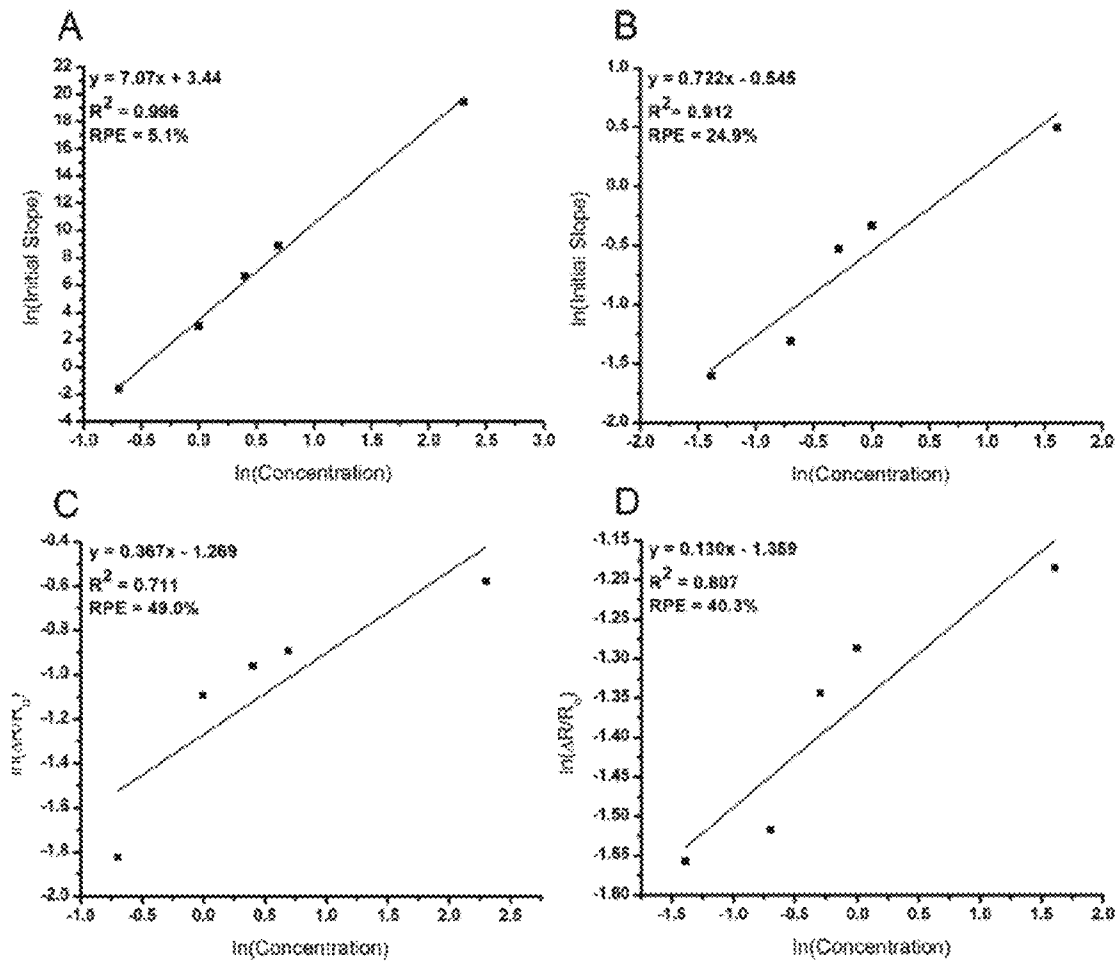 A
y = 7.07x + 3.44
R² = 0.996
RPE = 5.1%
22
20
18
16
14
12
10
8
6
4
2
0
-2
-4
ln(Initial Slope)
-1.0 -0.5 0.0 0.5 1.0 1.5 2.0 2.5 3.0
ln(Concentration)
B
y = 0.722x - 0.545
R² = 0.912
RPE = 24.9%
1.0
0.5
0.0
-0.5
-1.0
-1.5
-2.0
ln(Initial Slope)
-2.0 -1.5 -1.0 -0.5 0.0 0.5 1.0 1.5 2.0
ln(Concentration)
C
y = 0.367x - 1.269
R² = 0.711
RPE = 49.0%
-0.4
-0.6
-0.8
-1.0
-1.2
-1.4
-1.6
-1.8
-2.0
ln(ΔR/R₀)
-1.0 -0.5 0.0 0.5 1.0 1.5 2.0 2.5
ln(Concentration)
D
y = 0.130x - 1.359
R² = 0.807
RPE = 40.3%
-1.15
-1.20
-1.25
-1.30
-1.35
-1.40
-1.45
-1.50
-1.55
-1.60
ln(ΔR/R₀)
-1.5 -1.0 -0.5 0.0 0.5 1.0 1.5 2.0
ln(Concentration)